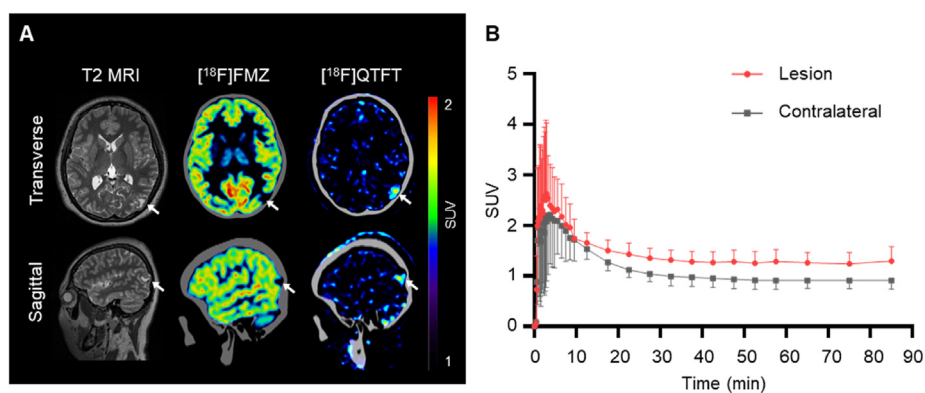 A
T2 MRI
[¹⁸F]FMZ
[¹⁸F]QTFT
Transverse
Sagittal
2
SUV
1
B
Lesion
Contralateral
5
4
3
2
1
0
SUV
0 10 20 30 40 50 60 70 80 90
Time (min)